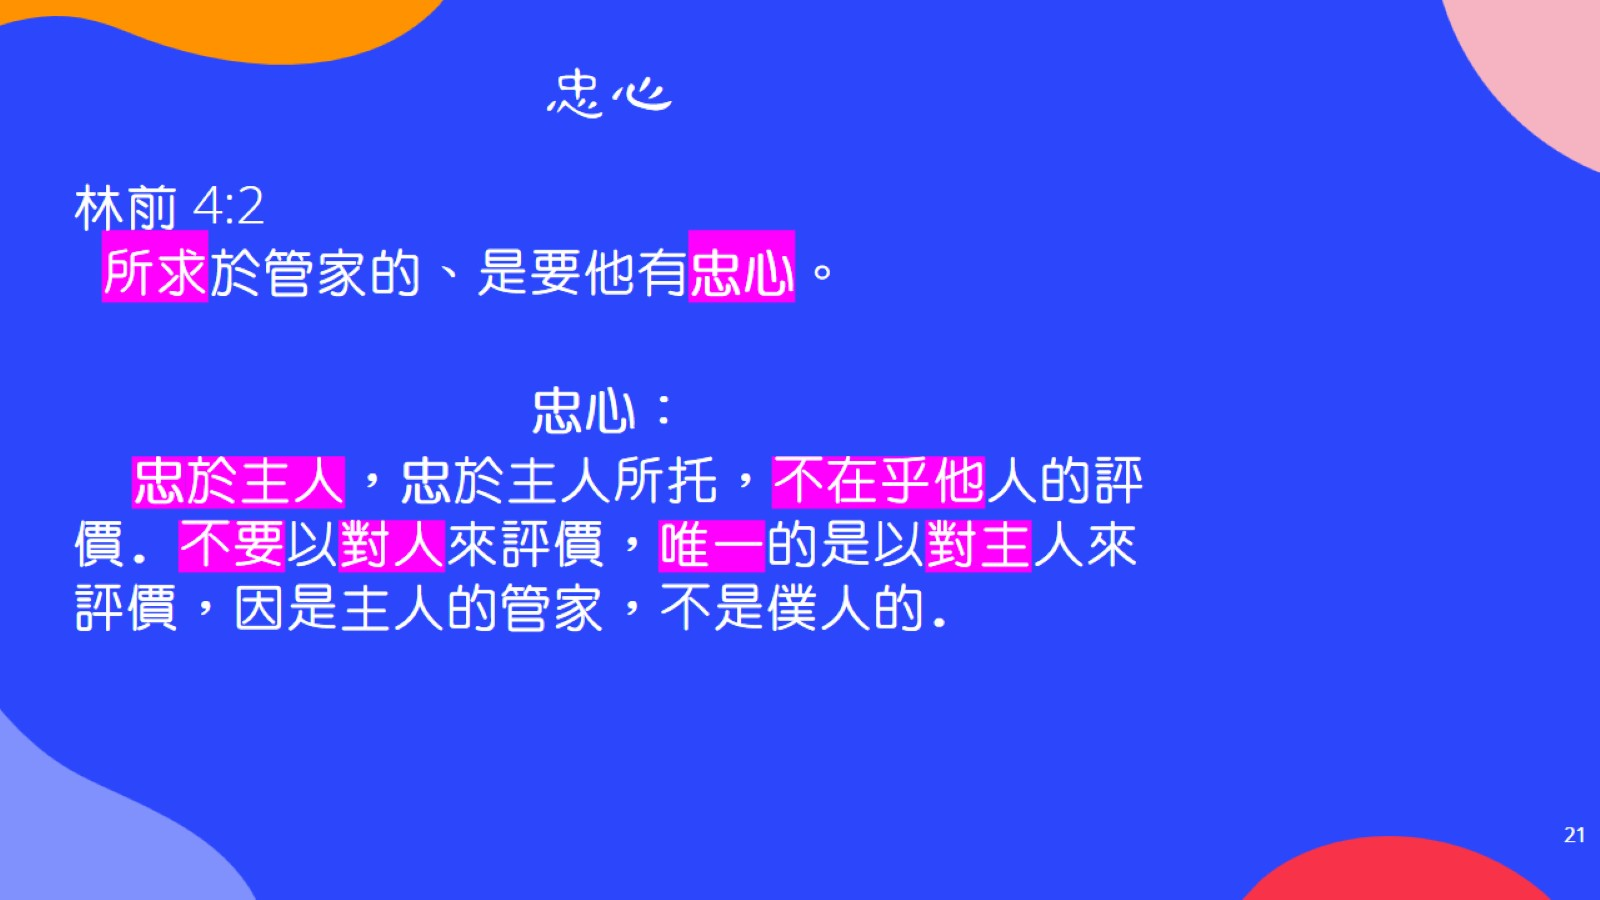 忠心
林前 4:2
所求於管家的、是要他有忠心。
忠心：
忠於主人，忠於主人所托，不在乎他人的評
價. 不要以對人來評價，唯一的是以對主人來
評價，因是主人的管家，不是僕人的.
21